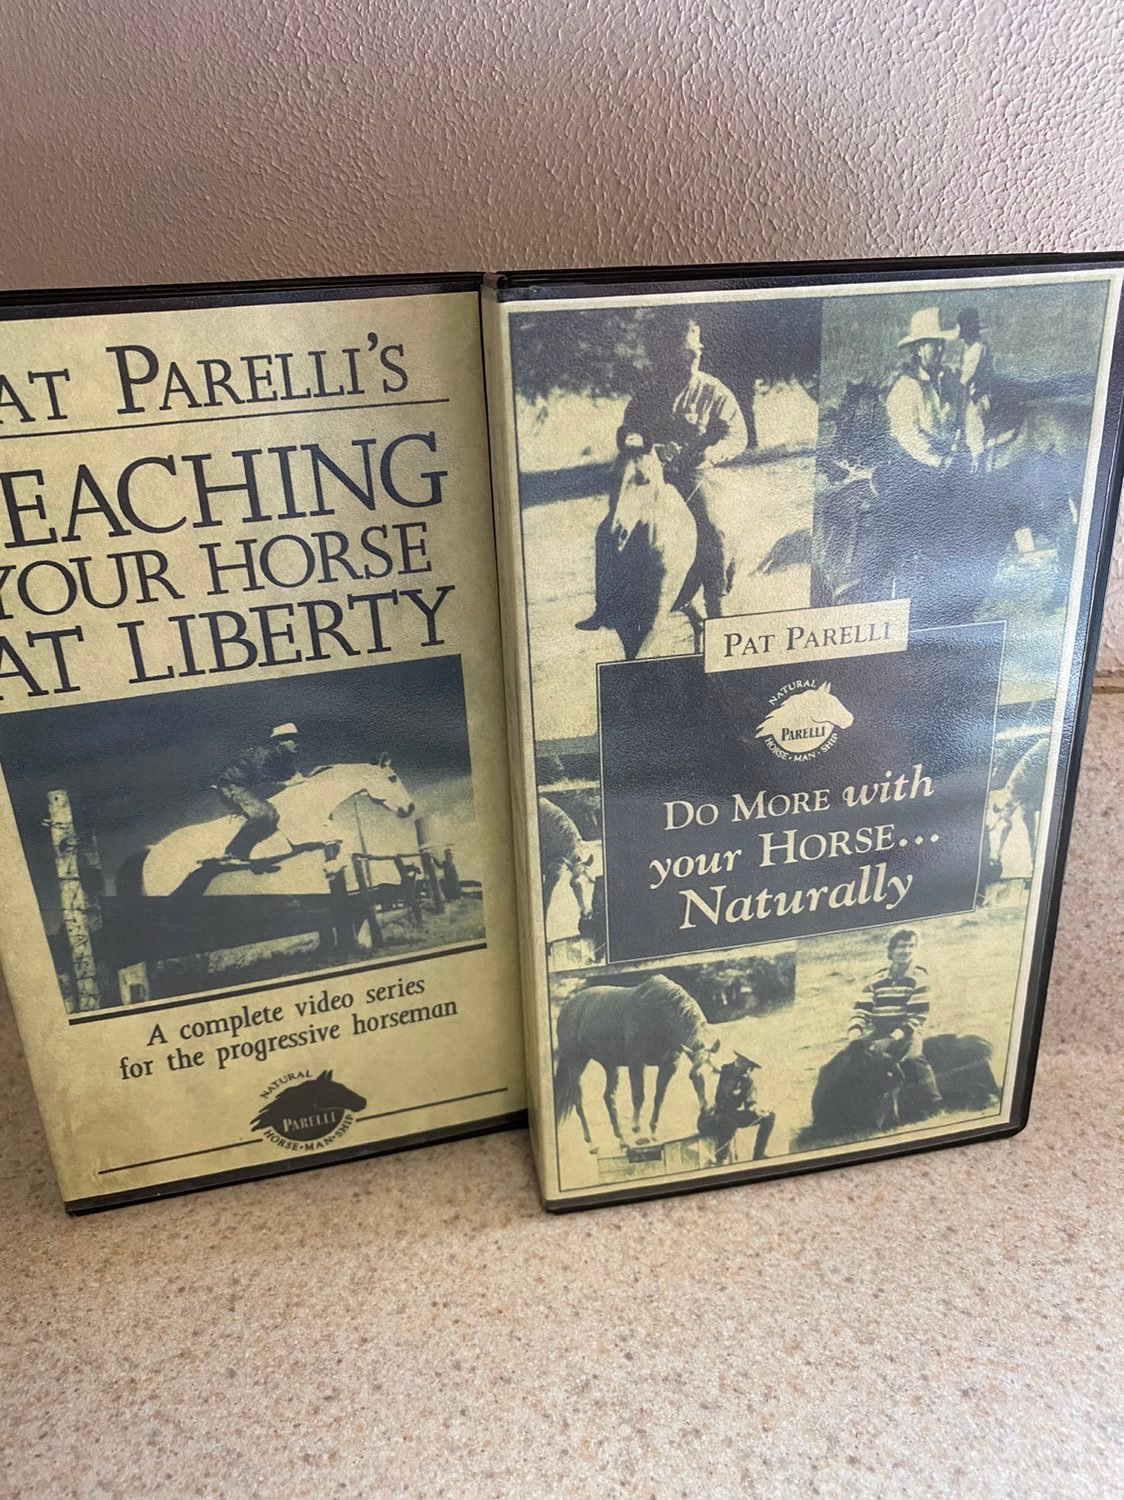 AT PARELLI'S
EACHING
YOUR HORSE
AT LIBERTY
A complete video series
for the progressive horseman
NATURAL
PARELLI
HORSE•MAN•SHIP
PAT PARELLI
NATURAL
PARELLI
HORSE•MAN•SHIP
DO MORE with
your HORSE...
Naturally